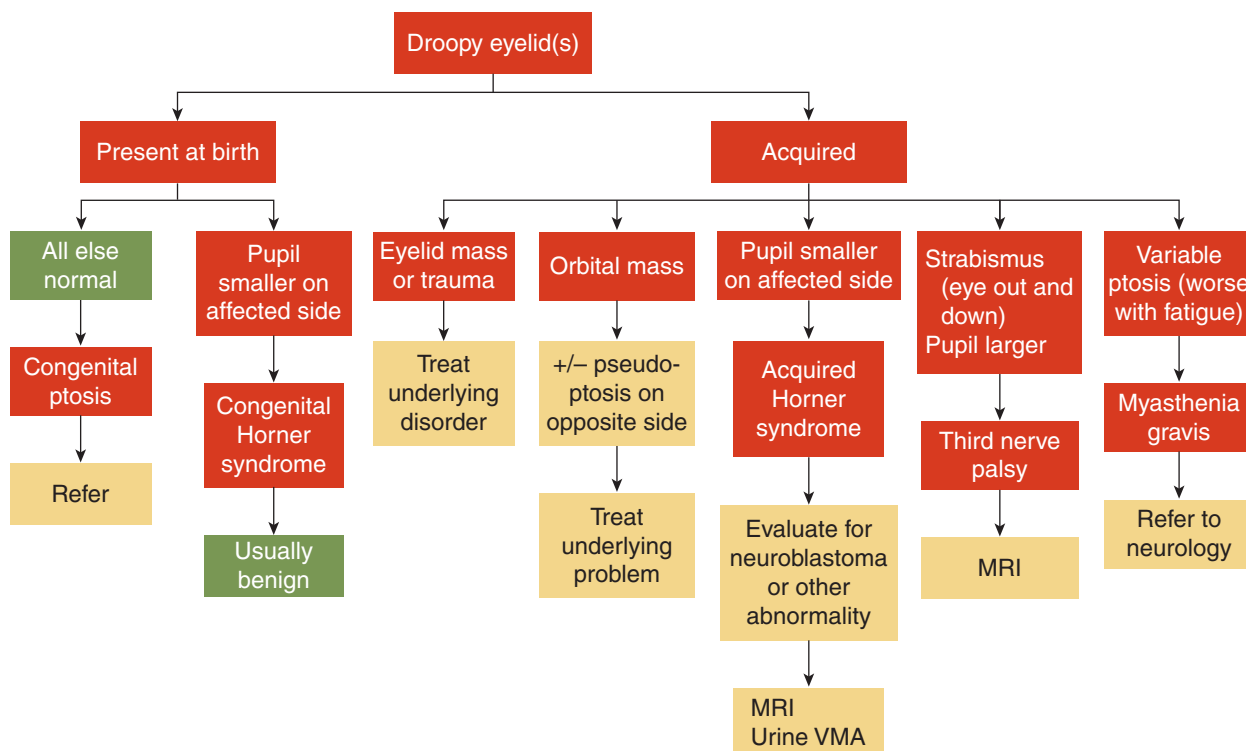 Droopy eyelid(s)
Present at birth
Acquired
All else
normal
Pupil
smaller on
affected side
Eyelid mass
or trauma
Orbital mass
Pupil smaller
on affected side
Strabismus
(eye out and
down)
Pupil larger
Variable
ptosis (worse
with fatigue)
Congenital
ptosis
Congenital
Horner
syndrome
Treat
underlying
disorder
+/– pseudo-
ptosis on
opposite side
Acquired
Horner
syndrome
Third nerve
palsy
Myasthenia
gravis
Refer
Usually
benign
Treat
underlying
problem
Evaluate for
neuroblastoma
or other
abnormality
MRI
Refer to
neurology
MRI
Urine VMA